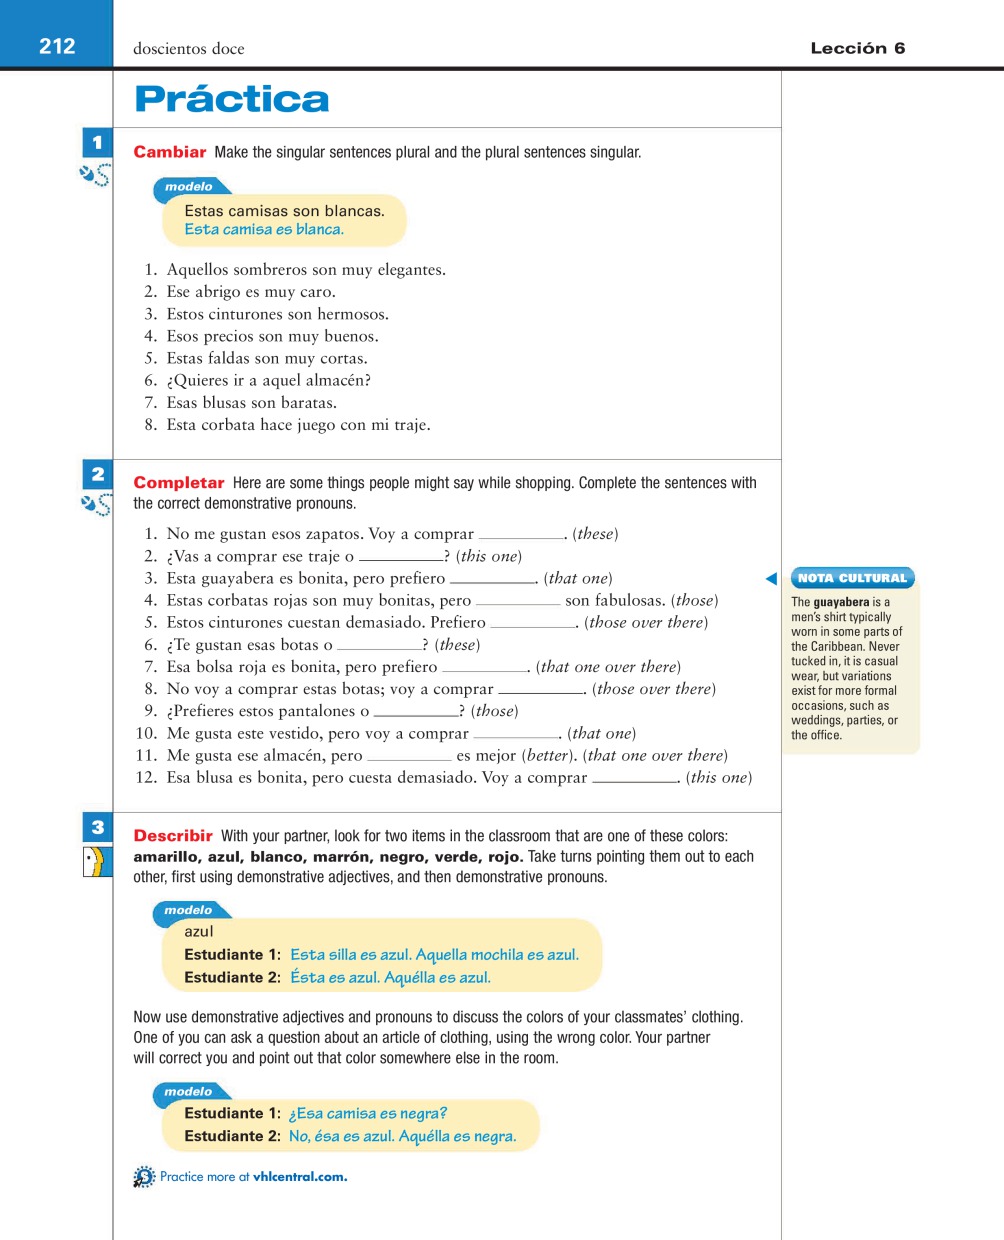 212
doscientos doce
Lección 6
Práctica
1
Cambiar Make the singular sentences plural and the plural sentences singular.
modelo
Estas camisas son blancas.
Esta camisa es blanca.
1. Aquellos sombreros son muy elegantes.
2. Ese abrigo es muy caro.
3. Estos cinturones son hermosos.
4. Esos precios son muy buenos.
5. Estas faldas son muy cortas.
6. ¿Quieres ir a aquel almacén?
7. Esas blusas son baratas.
8. Esta corbata hace juego con mi traje.
2
Completar Here are some things people might say while shopping. Complete the sentences with
the correct demonstrative pronouns.
1. No me gustan esos zapatos. Voy a comprar __________. (these)
2. ¿Vas a comprar ese traje o __________? (this one)
3. Esta guayabera es bonita, pero prefiero __________. (that one)
4. Estas corbatas rojas son muy bonitas, pero __________ son fabulosas. (those)
5. Estos cinturones cuestan demasiado. Prefiero __________. (those over there)
6. ¿Te gustan esas botas o __________? (these)
7. Esa bolsa roja es bonita, pero prefiero __________. (that one over there)
8. No voy a comprar estas botas; voy a comprar __________. (those over there)
9. ¿Prefieres estos pantalones o __________? (those)
10. Me gusta este vestido, pero voy a comprar __________. (that one)
11. Me gusta ese almacén, pero __________ es mejor (better). (that one over there)
12. Esa blusa es bonita, pero cuesta demasiado. Voy a comprar __________. (this one)
NOTA CULTURAL
The guayabera is a
men's shirt typically
worn in some parts of
the Caribbean. Never
tucked in, it is casual
wear, but variations
exist for more formal
occasions, such as
weddings, parties, or
the office.
3
Describir With your partner, look for two items in the classroom that are one of these colors:
amarillo, azul, blanco, marrón, negro, verde, rojo. Take turns pointing them out to each
other, first using demonstrative adjectives, and then demonstrative pronouns.
modelo
azul
Estudiante 1: Esta silla es azul. Aquella mochila es azul.
Estudiante 2: Ésta es azul. Aquélla es azul.
Now use demonstrative adjectives and pronouns to discuss the colors of your classmates' clothing.
One of you can ask a question about an article of clothing, using the wrong color. Your partner
will correct you and point out that color somewhere else in the room.
modelo
Estudiante 1: ¿Esa camisa es negra?
Estudiante 2: No, ésa es azul. Aquélla es negra.
Practice more at vhlcentral.com.